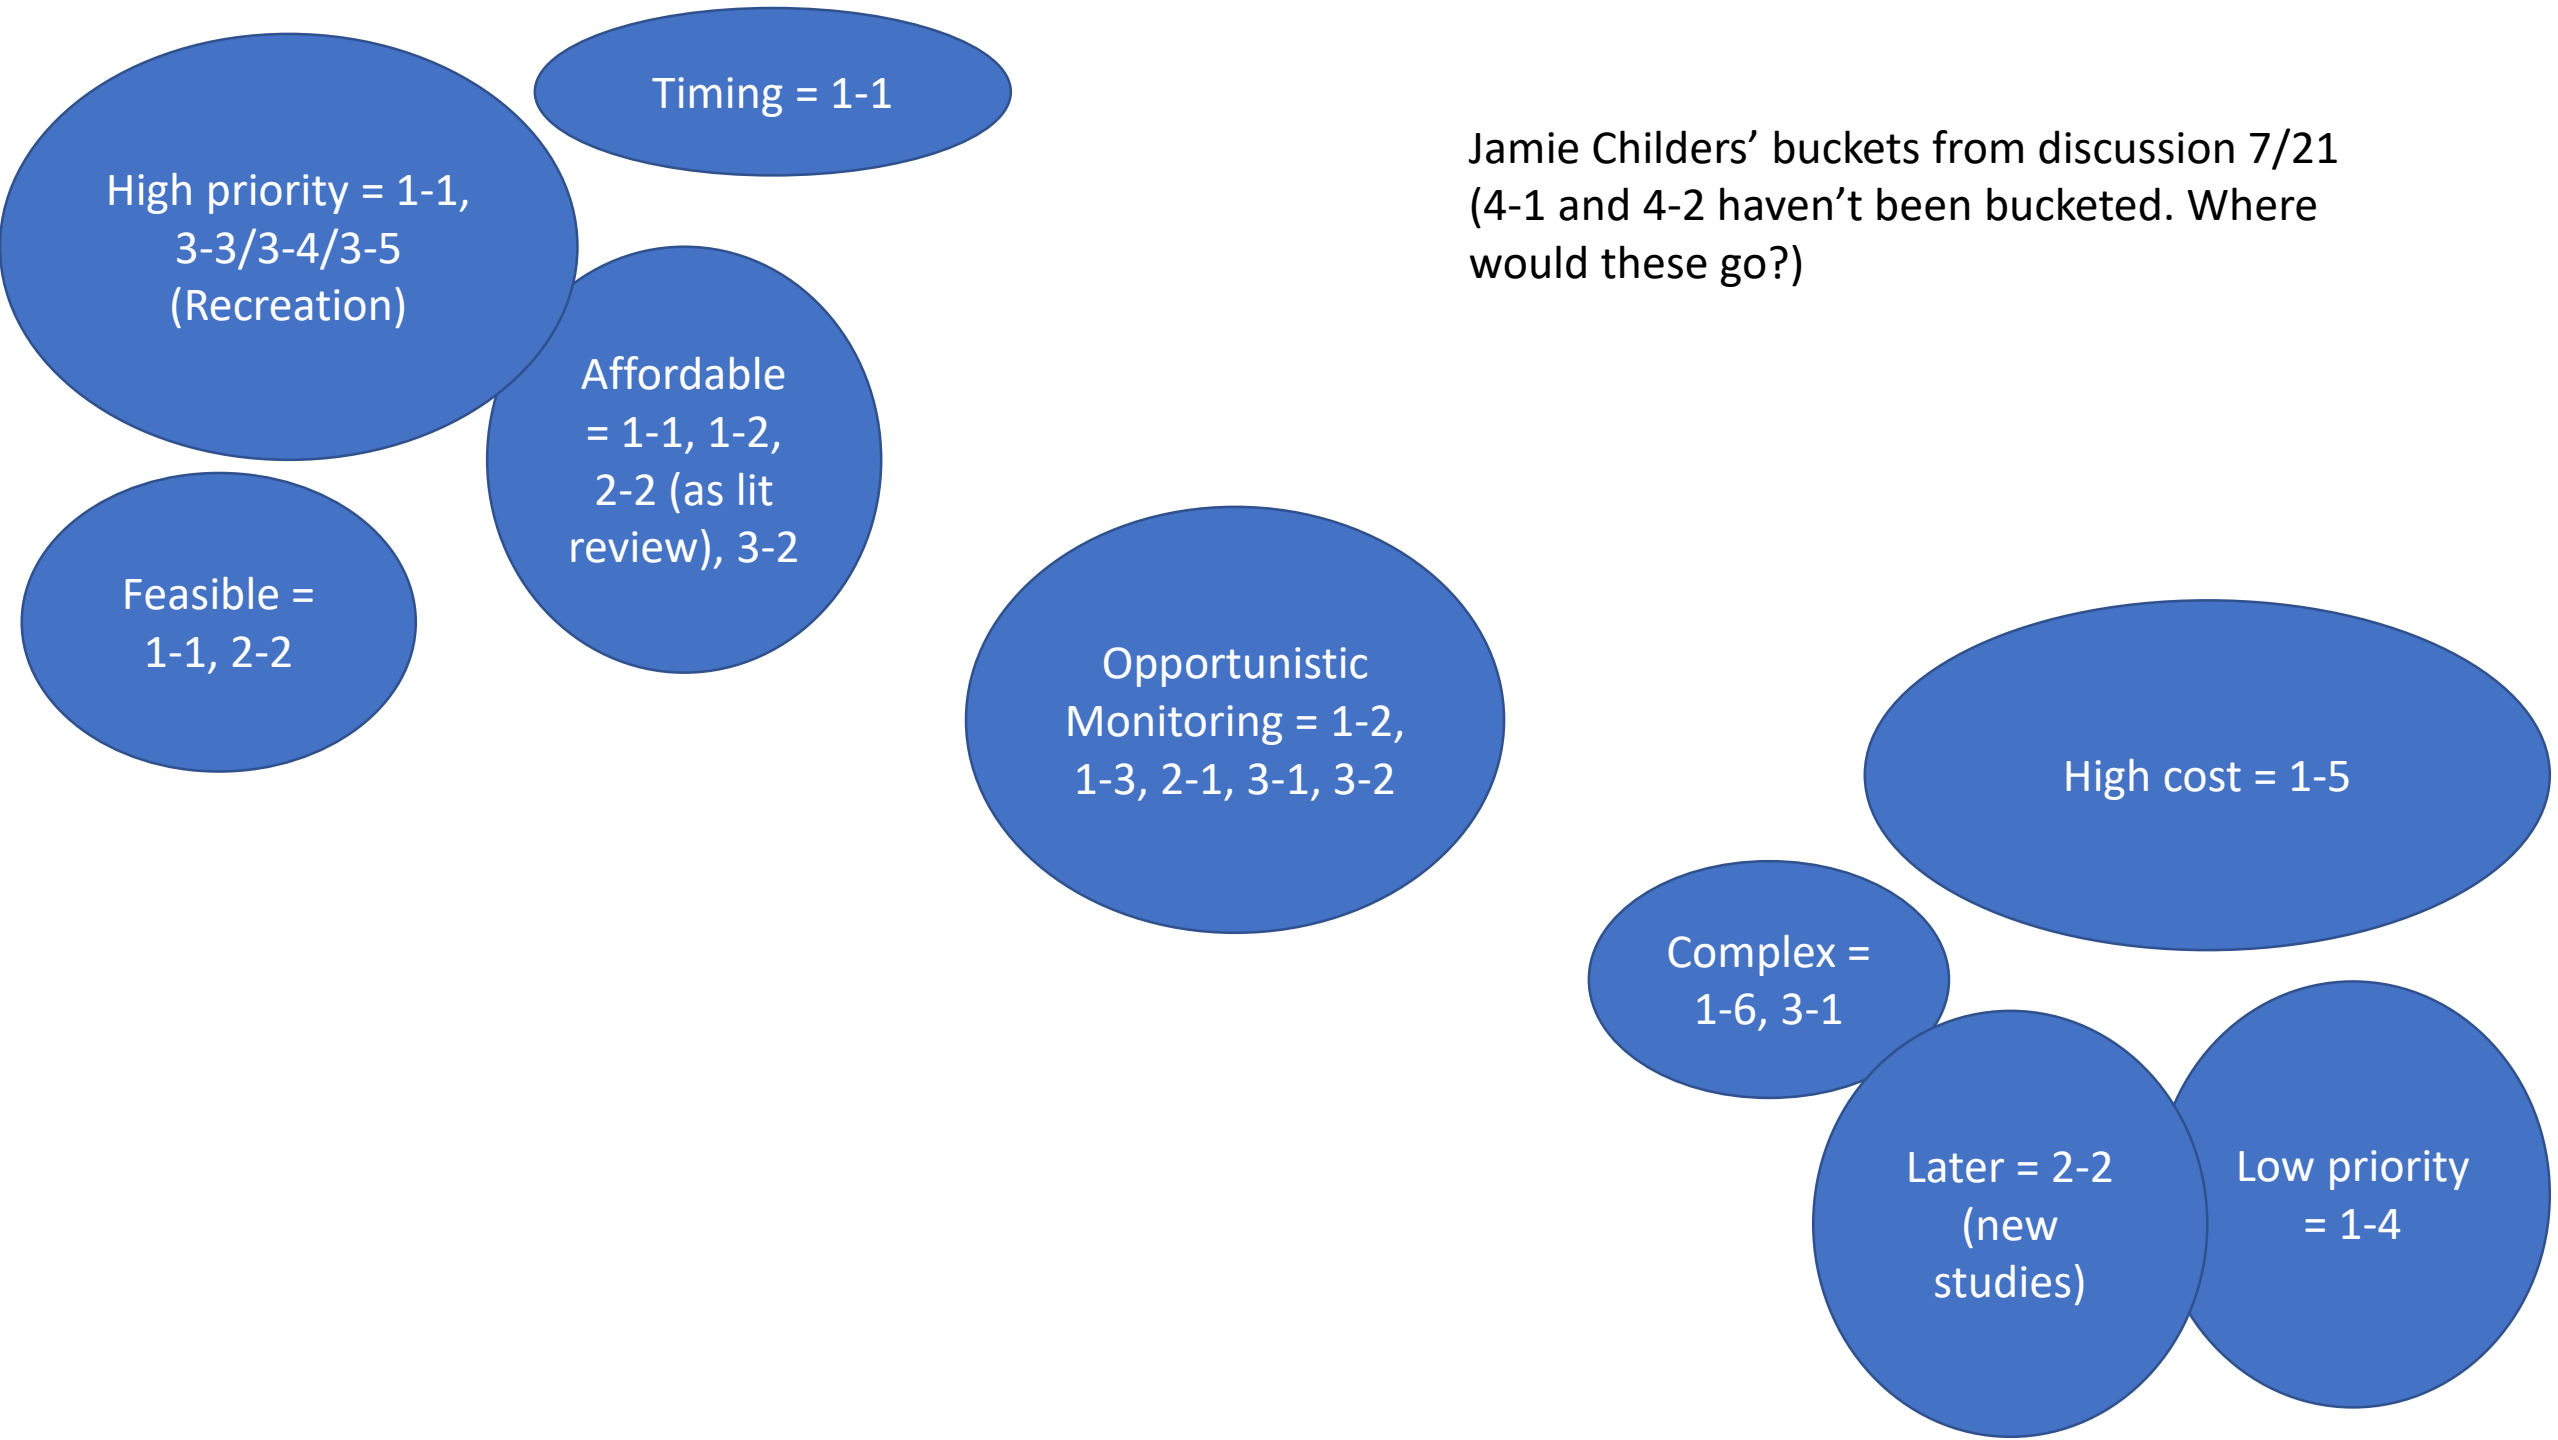 Timing = 1-1
High priority = 1-1,
3-3/3-4/3-5
(Recreation)
Jamie Childers’ buckets from discussion 7/21
(4-1 and 4-2 haven’t been bucketed. Where
would these go?)
Affordable
= 1-1, 1-2,
2-2 (as lit
review), 3-2
Feasible =
1-1, 2-2
Opportunistic
Monitoring = 1-2,
1-3, 2-1, 3-1, 3-2
High cost = 1-5
Complex =
1-6, 3-1
Later = 2-2
(new
studies)
Low priority
= 1-4